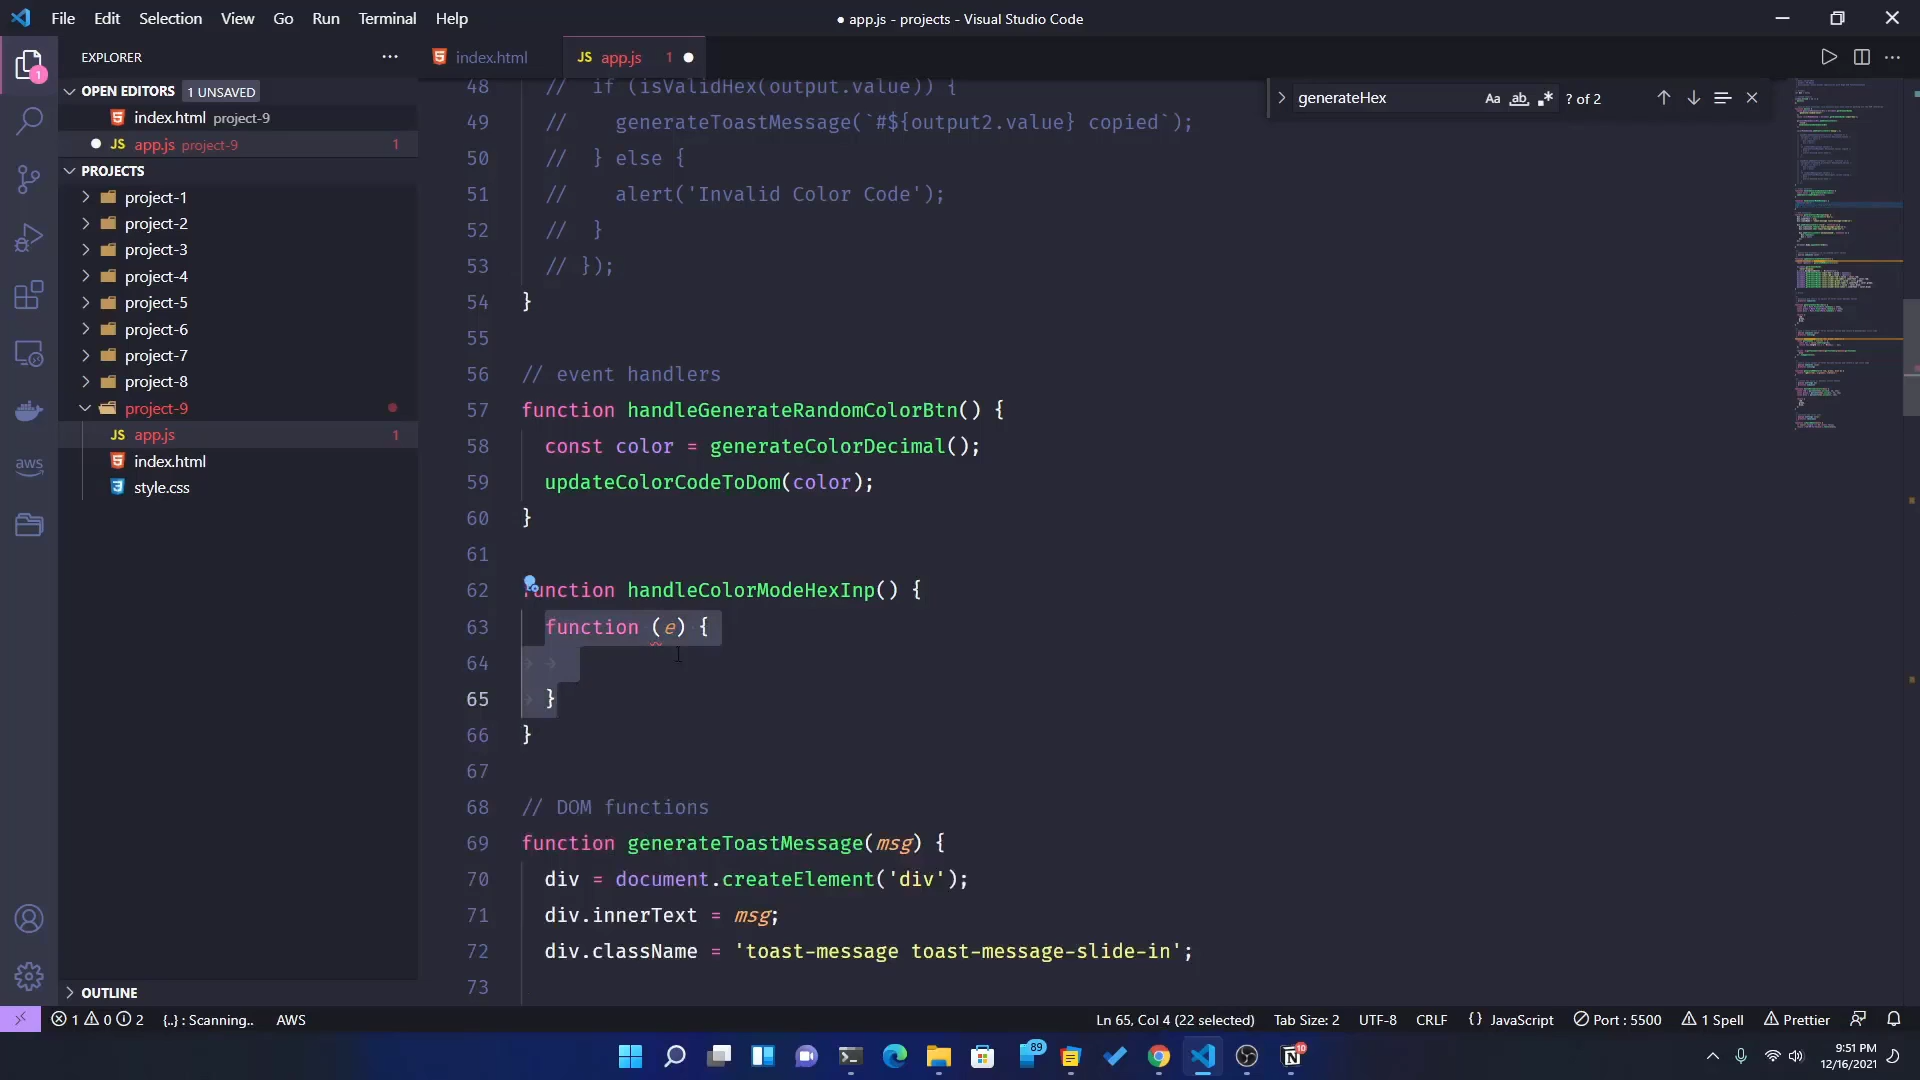 File Edit Selection View Go Run Terminal Help
● app.js - projects - Visual Studio Code
EXPLORER
index.html
JS app.js 1
OPEN EDITORS 1 UNSAVED
index.html project-9
JS app.js project-9 1
PROJECTS
project-1
project-2
project-3
project-4
project-5
project-6
project-7
project-8
project-9
JS app.js 1
index.html
style.css
OUTLINE
aws
1
generateHex Aa ab ? of 2
48 // if (isValidHex(output.value)) {
49 // generateToastMessage(`#${output2.value} copied`);
50 // } else {
51 // alert('Invalid Color Code');
52 // }
53 // });
54 }
55
56 // event handlers
57 function handleGenerateRandomColorBtn() {
58 const color = generateColorDecimal();
59 updateColorCodeToDom(color);
60 }
61
62 function handleColorModeHexInp() {
63 function (e) {
64
65 }
66 }
67
68 // DOM functions
69 function generateToastMessage(msg) {
70 div = document.createElement('div');
71 div.innerText = msg;
72 div.className = 'toast-message toast-message-slide-in';
73
1 0 2 {..} : Scanning.. AWS
Ln 65, Col 4 (22 selected) Tab Size: 2 UTF-8 CRLF {} JavaScript Port : 5500 1 Spell Prettier
89
10
9:51 PM
12/16/2021